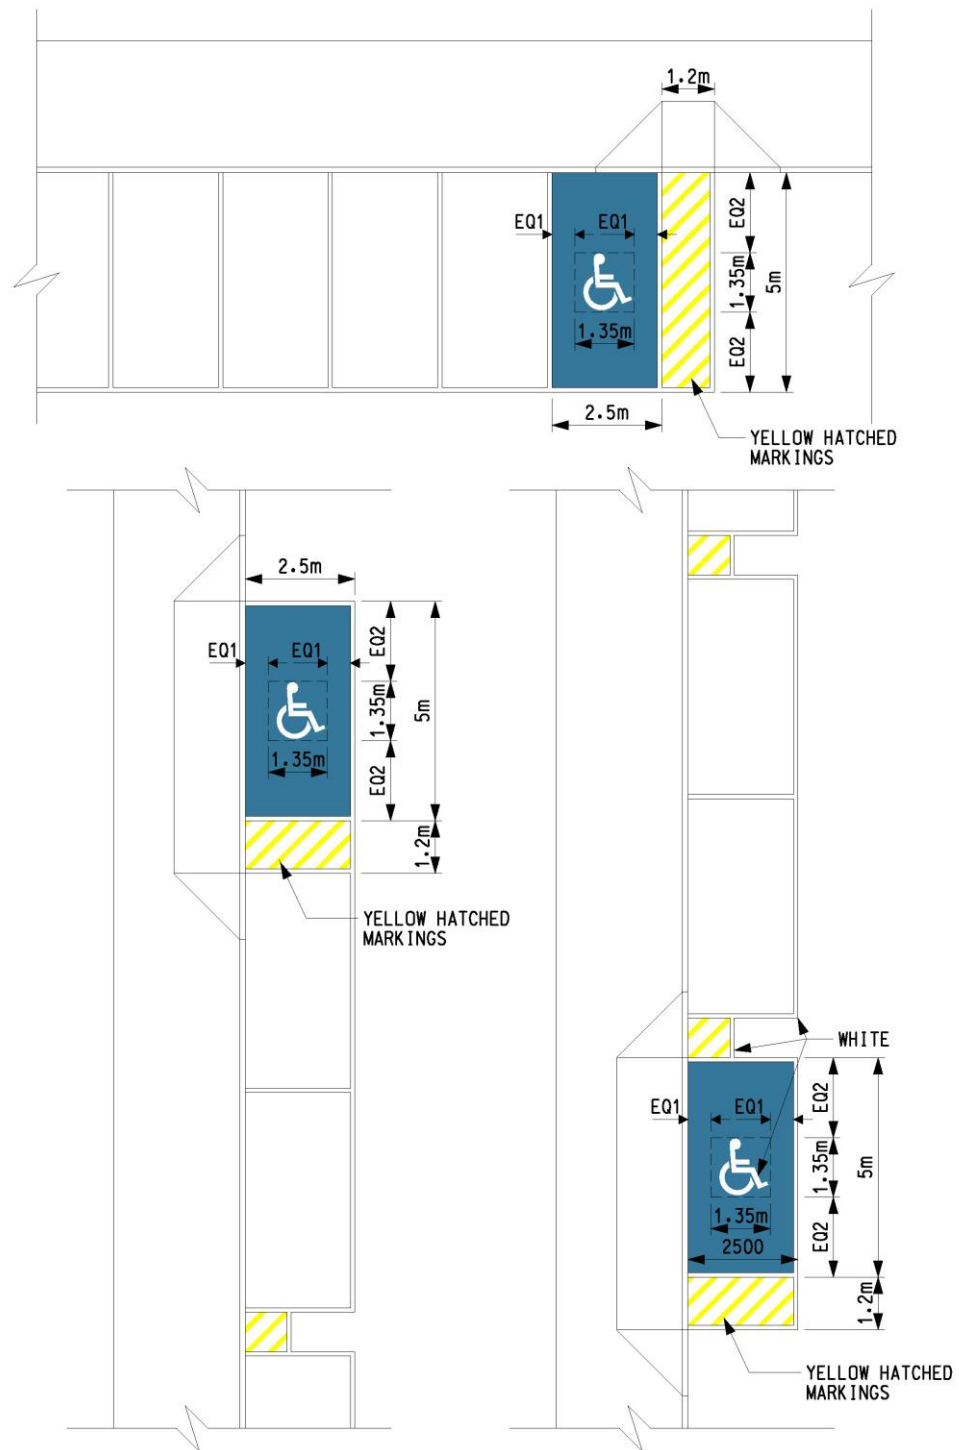 1.2m
EQ1
EQ1
EQ2
1.35m
5m
1.35m
EQ2
2.5m
YELLOW HATCHED
MARKINGS
2.5m
EQ1
EQ1
EQ2
1.35m
5m
1.35m
EQ2
1.2m
YELLOW HATCHED
MARKINGS
WHITE
EQ1
EQ1
EQ2
1.35m
5m
1.35m
2500
EQ2
1.2m
YELLOW HATCHED
MARKINGS